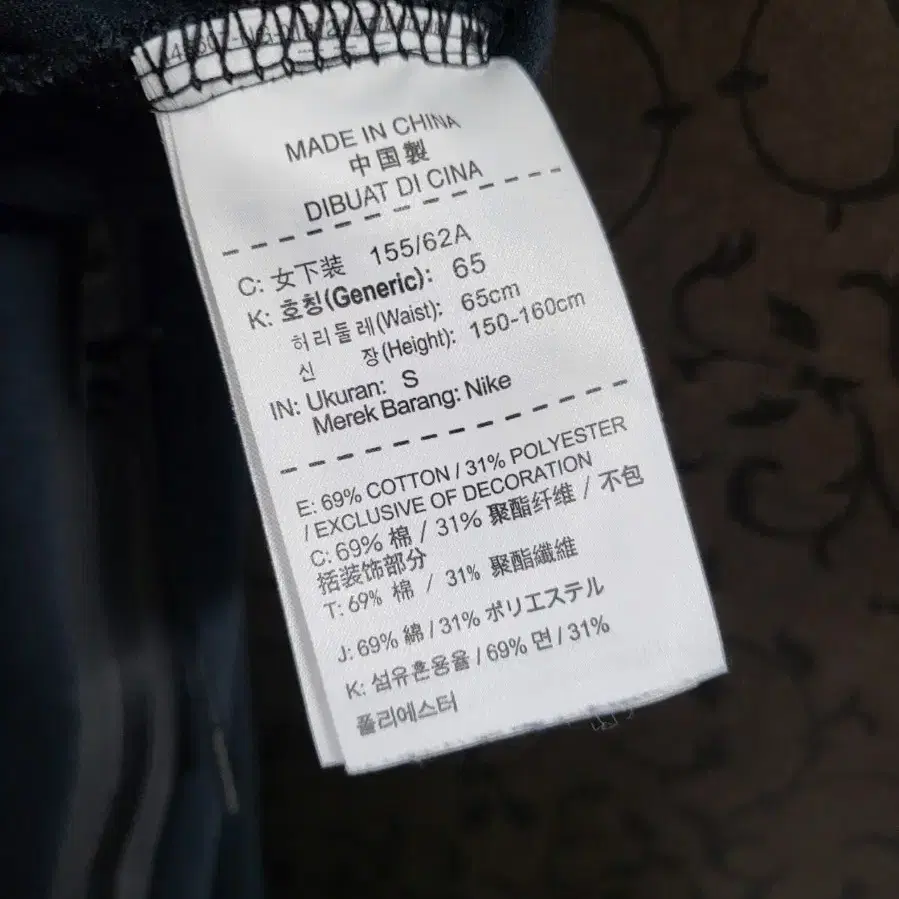 MADE IN CHINA
中国製
DIBUAT DI CINA
C: 女下装 155/62A
K: 호칭(Generic): 65
허리둘레(Waist): 65cm
신 장(Height): 150-160cm
IN: Ukuran: S
Merek Barang: Nike
E: 69% COTTON / 31% POLYESTER
/ EXCLUSIVE OF DECORATION
C: 69% 棉 / 31% 聚酯纤维 / 不包
括装饰部分
T: 69% 棉 / 31% 聚酯纖維
J: 69% 綿 / 31% ポリエステル
K: 섬유혼용율 / 69% 면 / 31%
폴리에스터